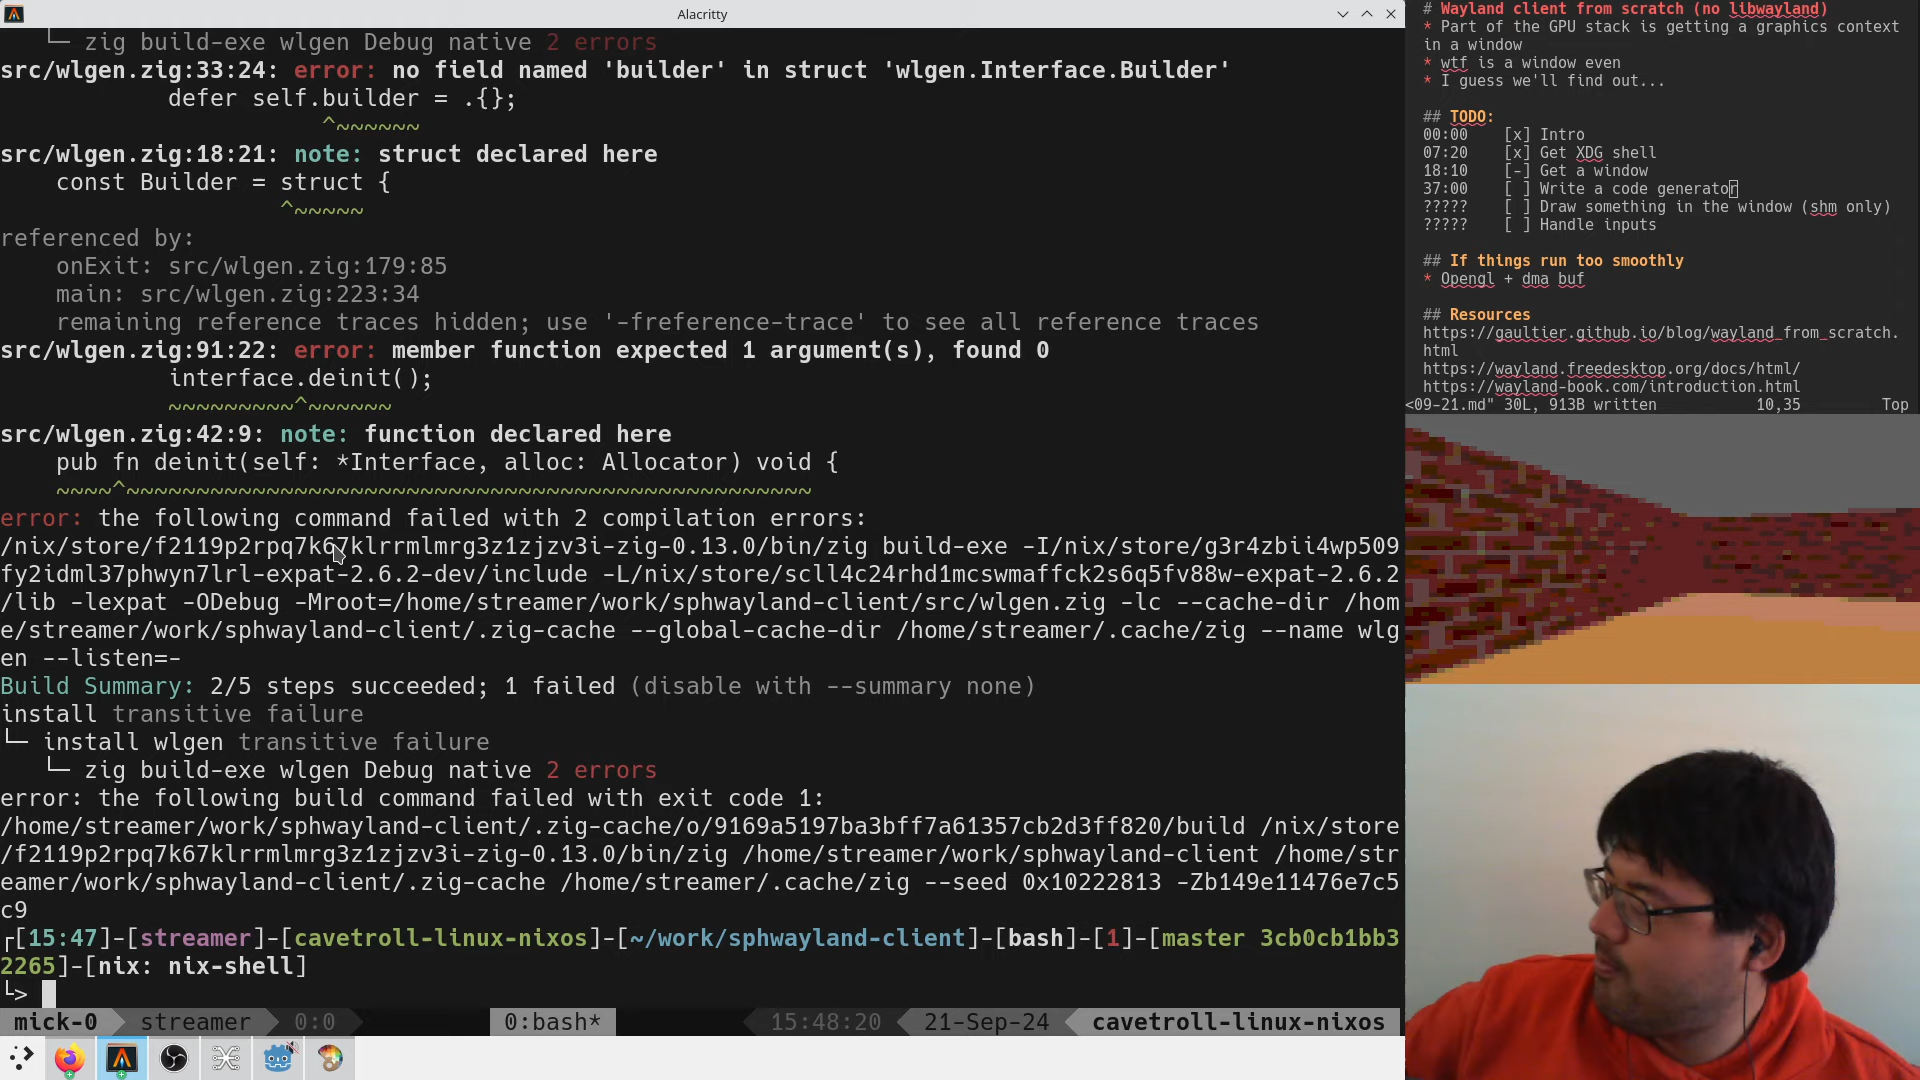 Alacritty
└─ zig build-exe wlgen Debug native 2 errors
src/wlgen.zig:33:24: error: no field named 'builder' in struct 'wlgen.Interface.Builder'
defer self.builder = .{};
^~~~~~~
src/wlgen.zig:18:21: note: struct declared here
const Builder = struct {
^~~~~~
referenced by:
onExit: src/wlgen.zig:179:85
main: src/wlgen.zig:223:34
remaining reference traces hidden; use '-freference-trace' to see all reference traces
src/wlgen.zig:91:22: error: member function expected 1 argument(s), found 0
interface.deinit();
~~~~~~~~~^~~~~~~
src/wlgen.zig:42:9: note: function declared here
pub fn deinit(self: *Interface, alloc: Allocator) void {
~~~~^~~~~~~~~~~~~~~~~~~~~~~~~~~~~~~~~~~~~~~~~~~~~~~~~~
error: the following command failed with 2 compilation errors:
/nix/store/f2119p2rpq7k67klrrmlmrg3z1zjzv3i-zig-0.13.0/bin/zig build-exe -I/nix/store/g3r4zbii4wp509
fy2idml37phwyn7lrl-expat-2.6.2-dev/include -L/nix/store/scll4c24rhd1mcswmaffck2s6q5fv88w-expat-2.6.2
/lib -lexpat -ODebug -Mroot=/home/streamer/work/sphwayland-client/src/wlgen.zig -lc --cache-dir /hom
e/streamer/work/sphwayland-client/.zig-cache --global-cache-dir /home/streamer/.cache/zig --name wlg
en --listen=-
Build Summary: 2/5 steps succeeded; 1 failed (disable with --summary none)
install transitive failure
└─ install wlgen transitive failure
└─ zig build-exe wlgen Debug native 2 errors
error: the following build command failed with exit code 1:
/home/streamer/work/sphwayland-client/.zig-cache/o/9169a5197ba3bff7a61357cb2d3ff820/build /nix/store
/f2119p2rpq7k67klrrmlmrg3z1zjzv3i-zig-0.13.0/bin/zig /home/streamer/work/sphwayland-client /home/str
eamer/work/sphwayland-client/.zig-cache /home/streamer/.cache/zig --seed 0x10222813 -Zb149e11476e7c5
c9
┌[15:47]-[streamer]-[cavetroll-linux-nixos]-[~/work/sphwayland-client]-[bash]-[1]-[master 3cb0cb1bb3
2265]-[nix: nix-shell]
└>
mick-0 streamer 0:0 0:bash* 15:48:20 21-Sep-24 cavetroll-linux-nixos
# Wayland client from scratch (no libwayland)
* Part of the GPU stack is getting a graphics context
in a window
* wtf is a window even
* I guess we'll find out...
## TODO:
00:00 [x] Intro
07:20 [x] Get XDG shell
18:10 [-] Get a window
37:00 [ ] Write a code generator
????? [ ] Draw something in the window (shm only)
????? [ ] Handle inputs
## If things run too smoothly
* Opengl + dma buf
## Resources
https://gaultier.github.io/blog/wayland_from_scratch.
html
https://wayland.freedesktop.org/docs/html/
https://wayland-book.com/introduction.html
<09-21.md" 30L, 913B written 10,35 Top